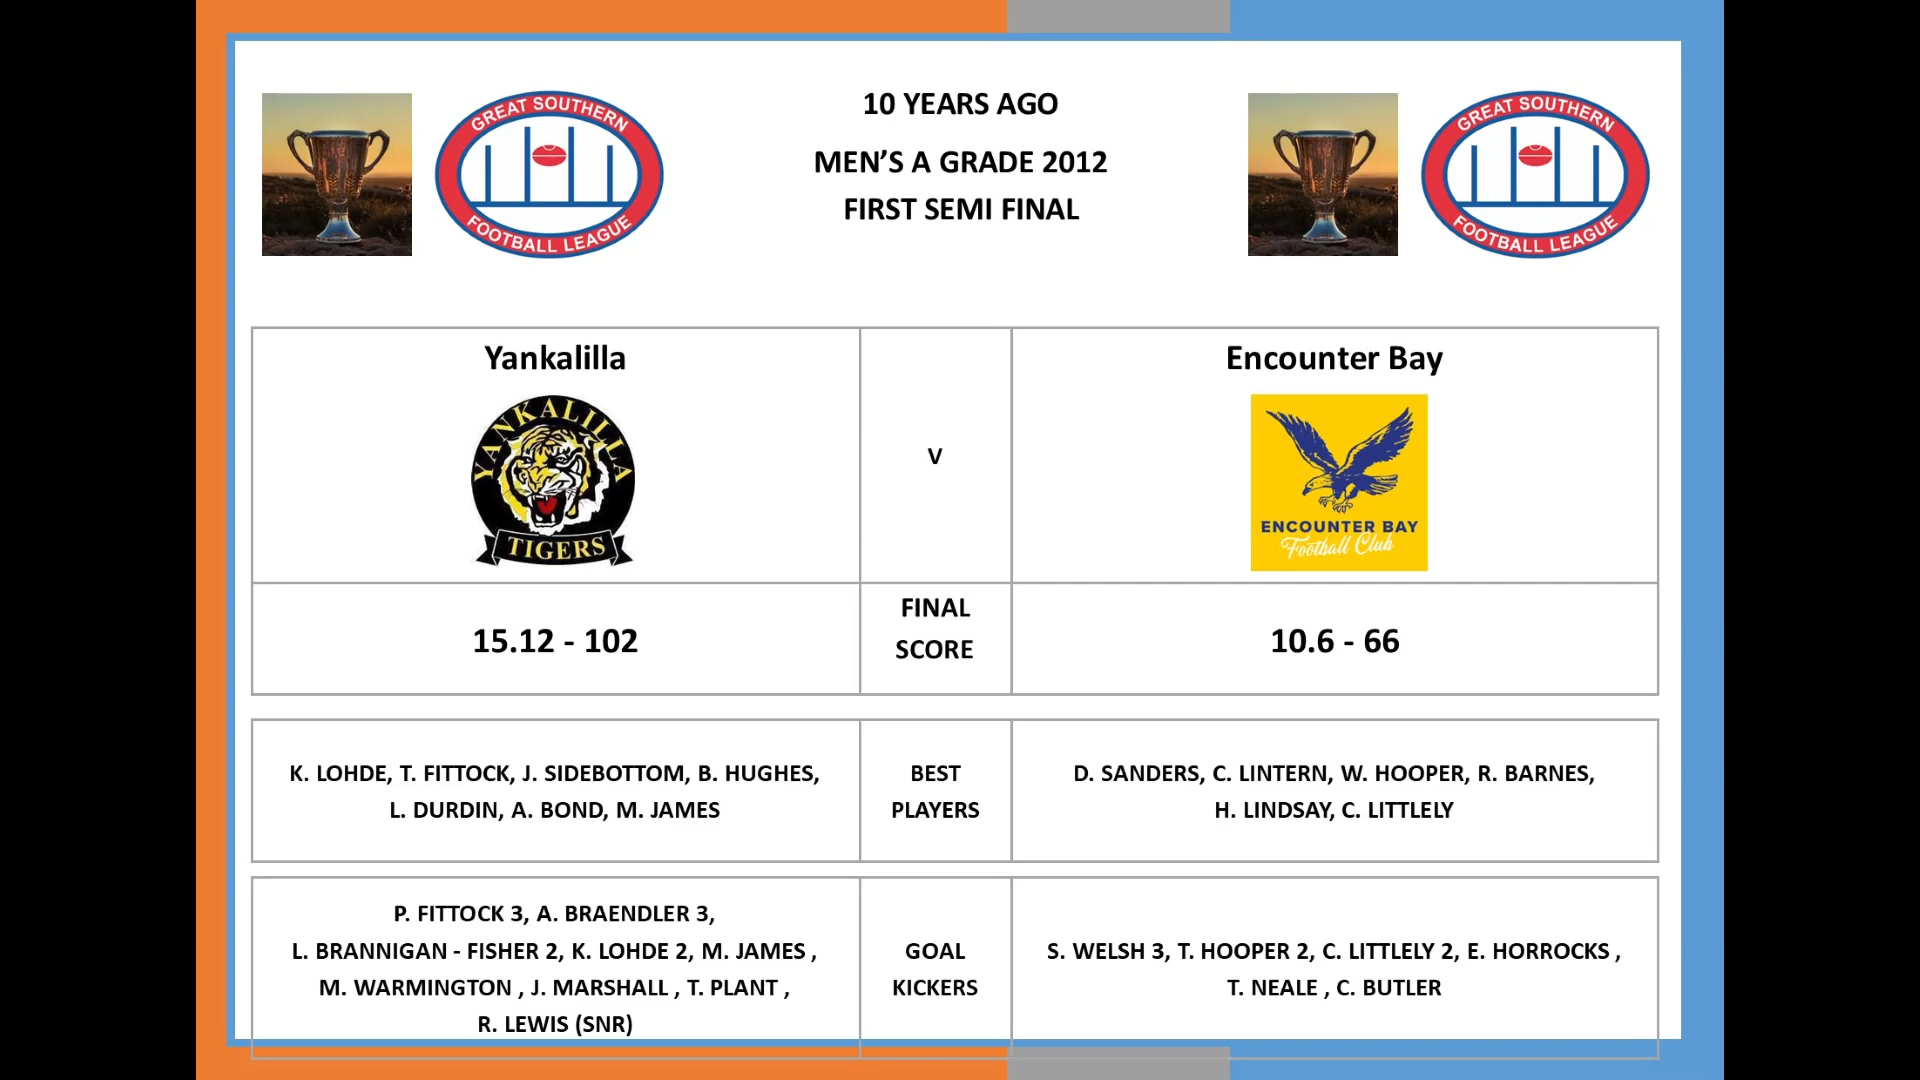 GREAT SOUTHERN
FOOTBALL LEAGUE
10 YEARS AGO
MEN'S A GRADE 2012
FIRST SEMI FINAL
GREAT SOUTHERN
FOOTBALL LEAGUE
Yankalilla
YANKALILLA
TIGERS
V
Encounter Bay
ENCOUNTER BAY
Football Club
15.12 - 102
FINAL
SCORE
10.6 - 66
K. LOHDE, T. FITTOCK, J. SIDEBOTTOM, B. HUGHES,
L. DURDIN, A. BOND, M. JAMES
BEST
PLAYERS
D. SANDERS, C. LINTERN, W. HOOPER, R. BARNES,
H. LINDSAY, C. LITTLELY
P. FITTOCK 3, A. BRAENDLER 3,
L. BRANNIGAN - FISHER 2, K. LOHDE 2, M. JAMES ,
M. WARMINGTON , J. MARSHALL , T. PLANT ,
R. LEWIS (SNR)
GOAL
KICKERS
S. WELSH 3, T. HOOPER 2, C. LITTLELY 2, E. HORROCKS ,
T. NEALE , C. BUTLER